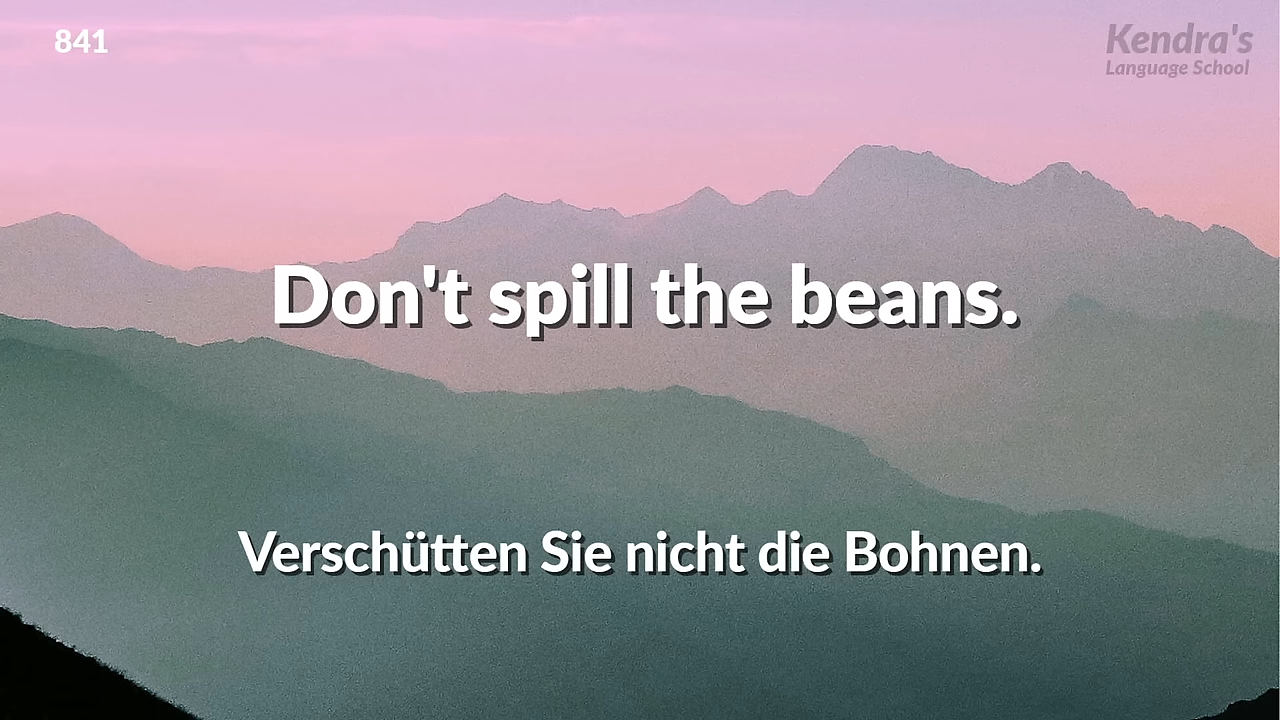 841
Kendra's
Language School
Don't spill the beans.
Verschütten Sie nicht die Bohnen.